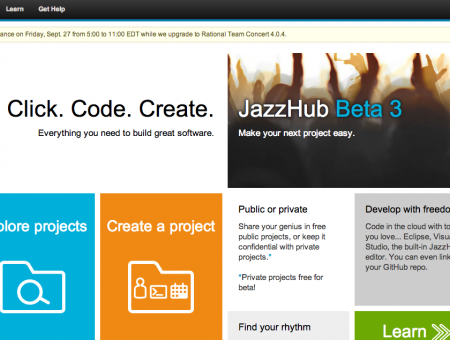 Learn Get Help
ance on Friday, Sept. 27 from 5:00 to 11:00 EDT while we upgrade to Rational Team Concert 4.0.4.
Click. Code. Create.
Everything you need to build great software.
JazzHub Beta 3
Make your next project easy.
plore projects
Create a project
Public or private
Share your genius in free
public projects, or keep it
confidential with private
projects.*
*Private projects free for
beta!
Develop with freedo
Code in the cloud with to
you love... Eclipse, Visua
Studio, the built-in JazzH
editor. You can even link
your GitHub repo.
Find your rhythm
Learn